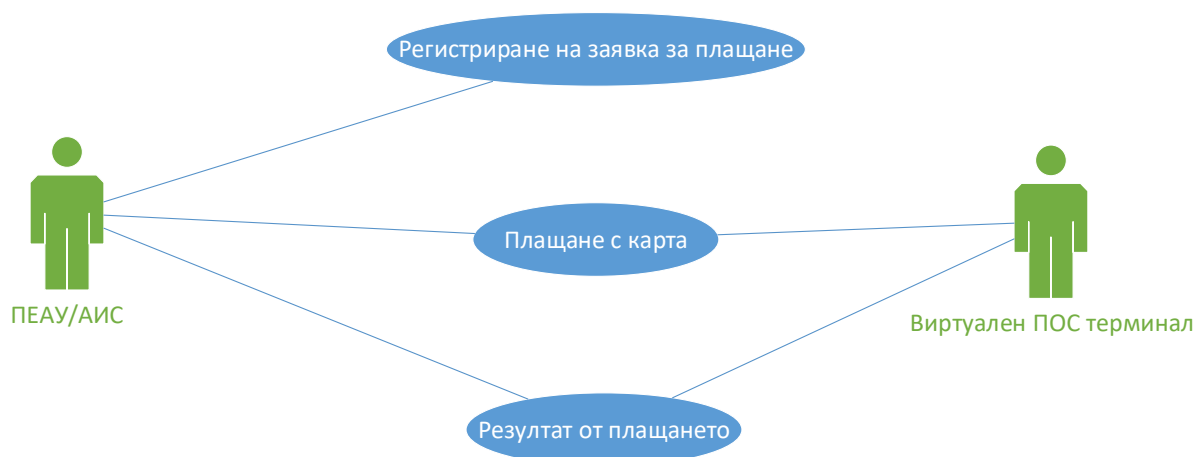 Регистриране на заявка за плащане
Плащане с карта
ПЕАУ/АИС
Виртуален ПОС терминал
Резултат от плащането